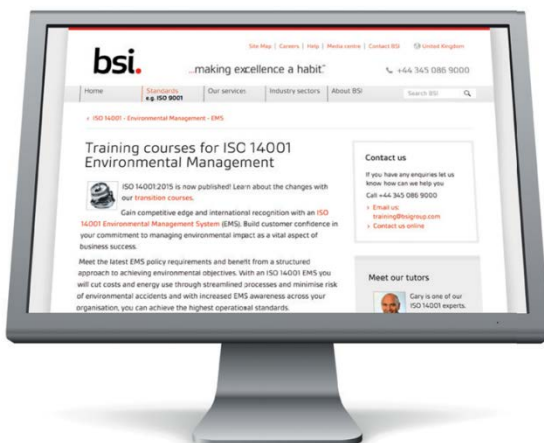 Site Map | Careers | Help | Media centre | Contact BSI United Kingdom
bsi.
...making excellence a habit.™
+44 345 086 9000
Home
Standards
e.g. ISO 9001
Our services
Industry sectors
About BSI
Search BSI
› ISO 14001 - Environmental Management - EMS
Training courses for ISO 14001
Environmental Management
ISO 14001:2015 is now published! Learn about the changes with
our transition courses.
Gain competitive edge and international recognition with an ISO
14001 Environmental Management System (EMS). Build customer confidence in
your commitment to managing environmental impact as a vital aspect of
business success.
Meet the latest EMS policy requirements and benefit from a structured
approach to achieving environmental objectives. With an ISO 14001 EMS you
will cut costs and energy use through streamlined processes and minimise risk
of environmental accidents and with increased EMS awareness across your
organisation, you can achieve the highest operational standards.
Contact us
If you have any enquiries let us
know how can we help you
Call +44 345 086 9000
› Email us:
training@bsigroup.com
› Contact us online
Meet our tutors
Gary is one of our
ISO 14001 experts.